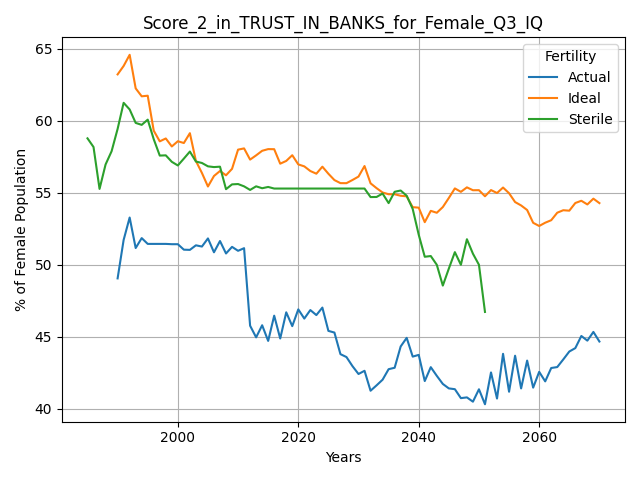 Score_2_in_TRUST_IN_BANKS_for_Female_Q3_IQ
% of Female Population
65
60
55
50
45
40
Fertility
Actual
Ideal
Sterile
2000
2020
2040
2060
Years